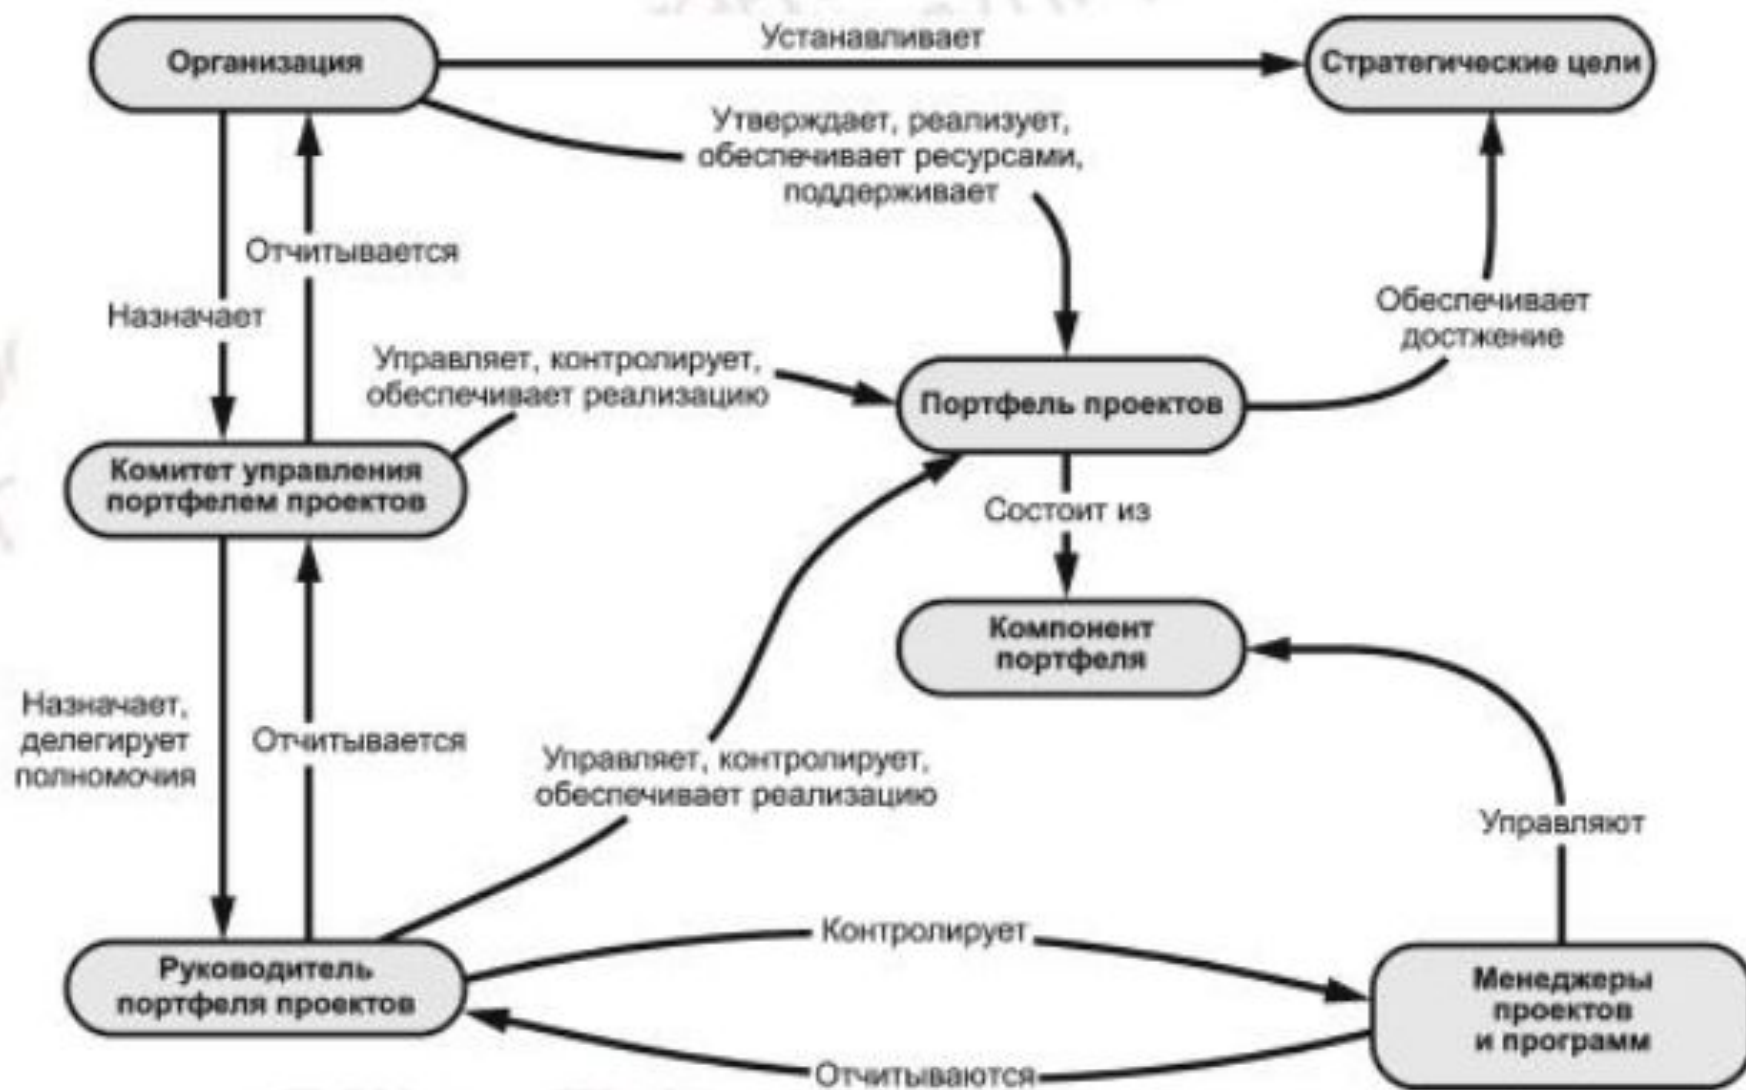 Организация
Устанавливает
Стратегические цели
Утверждает, реализует,
обеспечивает ресурсами,
поддерживает
Отчитывается
Назначает
Обеспечивает
достжение
Управляет, контролирует,
обеспечивает реализацию
Портфель проектов
Комитет управления
портфелем проектов
Состоит из
Компонент
портфеля
Назначает,
делегирует
полномочия
Отчитывается
Управляет, контролирует,
обеспечивает реализацию
Управляют
Контролирует
Руководитель
портфеля проектов
Менеджеры
проектов
и программ
Отчитываются